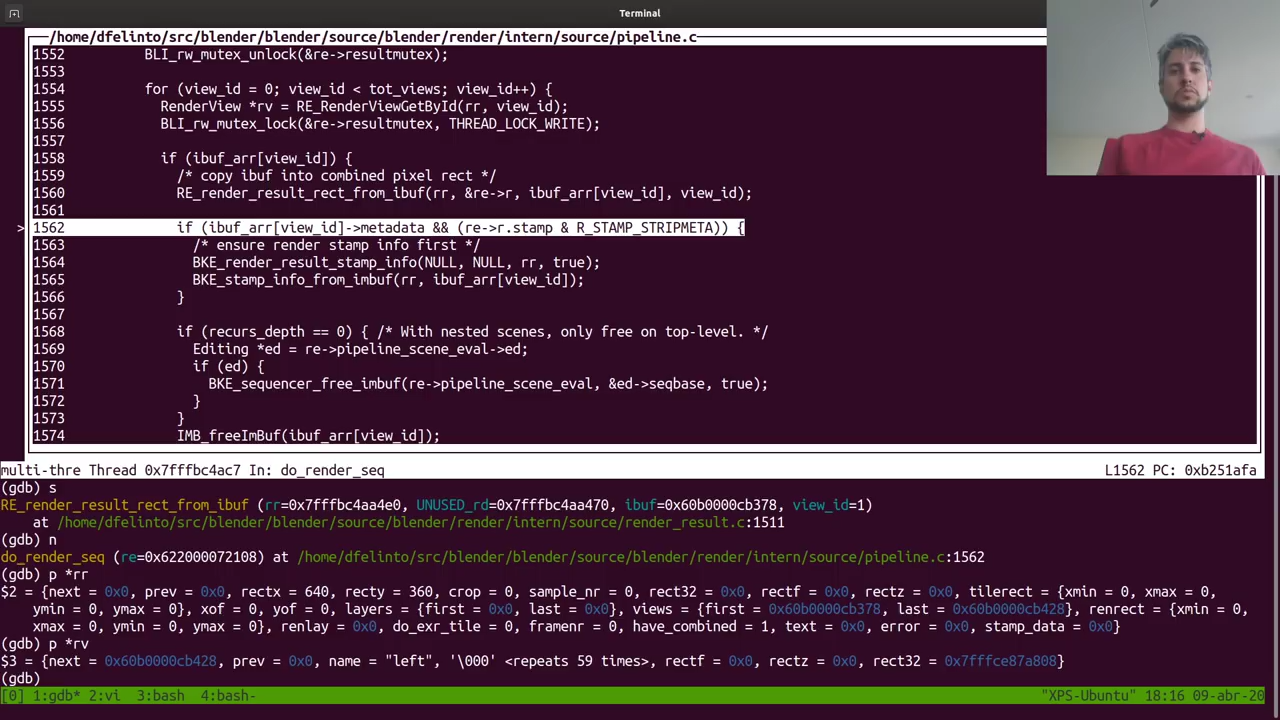 Terminal
/home/dfelinto/src/blender/blender/source/blender/render/intern/source/pipeline.c
1552 BLI_rw_mutex_unlock(&re->resultmutex);
1553
1554 for (view_id = 0; view_id < tot_views; view_id++) {
1555 RenderView *rv = RE_RenderViewGetById(rr, view_id);
1556 BLI_rw_mutex_lock(&re->resultmutex, THREAD_LOCK_WRITE);
1557
1558 if (ibuf_arr[view_id]) {
1559 /* copy ibuf into combined pixel rect */
1560 RE_render_result_rect_from_ibuf(rr, &re->r, ibuf_arr[view_id], view_id);
1561
> 1562 if (ibuf_arr[view_id]->metadata && (re->r.stamp & R_STAMP_STRIPMETA)) {
1563 /* ensure render stamp info first */
1564 BKE_render_result_stamp_info(NULL, NULL, rr, true);
1565 BKE_stamp_info_from_imbuf(rr, ibuf_arr[view_id]);
1566 }
1567
1568 if (recurs_depth == 0) { /* With nested scenes, only free on top-level. */
1569 Editing *ed = re->pipeline_scene_eval->ed;
1570 if (ed) {
1571 BKE_sequencer_free_imbuf(re->pipeline_scene_eval, &ed->seqbase, true);
1572 }
1573 }
1574 IMB_freeImBuf(ibuf_arr[view_id]);
multi-thre Thread 0x7fffbc4ac7 In: do_render_seq L1562 PC: 0xb251afa
(gdb) s
RE_render_result_rect_from_ibuf (rr=0x7fffbc4aa4e0, UNUSED_rd=0x7fffbc4aa470, ibuf=0x60b0000cb378, view_id=1)
at /home/dfelinto/src/blender/blender/source/blender/render/intern/source/render_result.c:1511
(gdb) n
do_render_seq (re=0x622000072108) at /home/dfelinto/src/blender/blender/source/blender/render/intern/source/pipeline.c:1562
(gdb) p *rr
$2 = {next = 0x0, prev = 0x0, rectx = 640, recty = 360, crop = 0, sample_nr = 0, rect32 = 0x0, rectf = 0x0, rectz = 0x0, tilerect = {xmin = 0, xmax = 0,
ymin = 0, ymax = 0}, xof = 0, yof = 0, layers = {first = 0x0, last = 0x0}, views = {first = 0x60b0000cb378, last = 0x60b0000cb428}, renrect = {xmin = 0,
xmax = 0, ymin = 0, ymax = 0}, renlay = 0x0, do_exr_tile = 0, framenr = 0, have_combined = 1, text = 0x0, error = 0x0, stamp_data = 0x0}
(gdb) p *rv
$3 = {next = 0x60b0000cb428, prev = 0x0, name = "left", '\000' <repeats 59 times>, rectf = 0x0, rectz = 0x0, rect32 = 0x7fffce87a808}
(gdb)
[0] 1:gdb* 2:vi 3:bash 4:bash- "XPS-Ubuntu" 18:16 09-abr-20